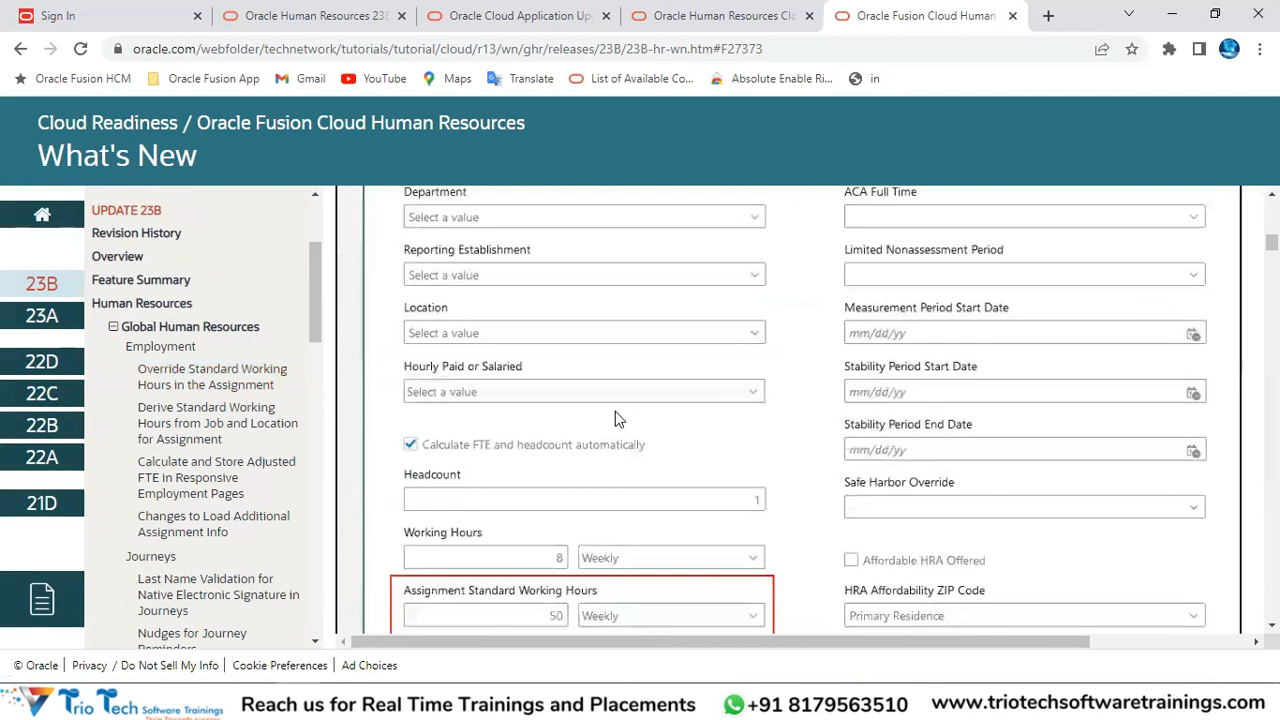 Sign In
Oracle Human Resources 23B
Oracle Cloud Application Up
Oracle Human Resources Clo
Oracle Fusion Cloud Human
oracle.com/webfolder/technetwork/tutorials/tutorial/cloud/r13/wn/ghr/releases/23B/23B-hr-wn.htm#F27373
Oracle Fusion HCM
Oracle Fusion App
Gmail
YouTube
Maps
Translate
List of Available Co...
Absolute Enable Ri...
in
Cloud Readiness / Oracle Fusion Cloud Human Resources
What's New
23B
23A
22D
22C
22B
22A
21D
UPDATE 23B
Revision History
Overview
Feature Summary
Human Resources
Global Human Resources
Employment
Override Standard Working
Hours in the Assignment
Derive Standard Working
Hours from Job and Location
for Assignment
Calculate and Store Adjusted
FTE in Responsive
Employment Pages
Changes to Load Additional
Assignment Info
Journeys
Last Name Validation for
Native Electronic Signature in
Journeys
Nudges for Journey
Department
Select a value
Reporting Establishment
Select a value
Location
Select a value
Hourly Paid or Salaried
Select a value
Calculate FTE and headcount automatically
Headcount
1
Working Hours
8 Weekly
Assignment Standard Working Hours
50 Weekly
ACA Full Time
Limited Nonassessment Period
Measurement Period Start Date
mm/dd/yy
Stability Period Start Date
mm/dd/yy
Stability Period End Date
mm/dd/yy
Safe Harbor Override
Affordable HRA Offered
HRA Affordability ZIP Code
Primary Residence
© Oracle | Privacy / Do Not Sell My Info | Cookie Preferences | Ad Choices
Trio Tech Software Trainings
Reach us for Real Time Trainings and Placements
+91 8179563510
www.triotechsoftwaretrainings.com